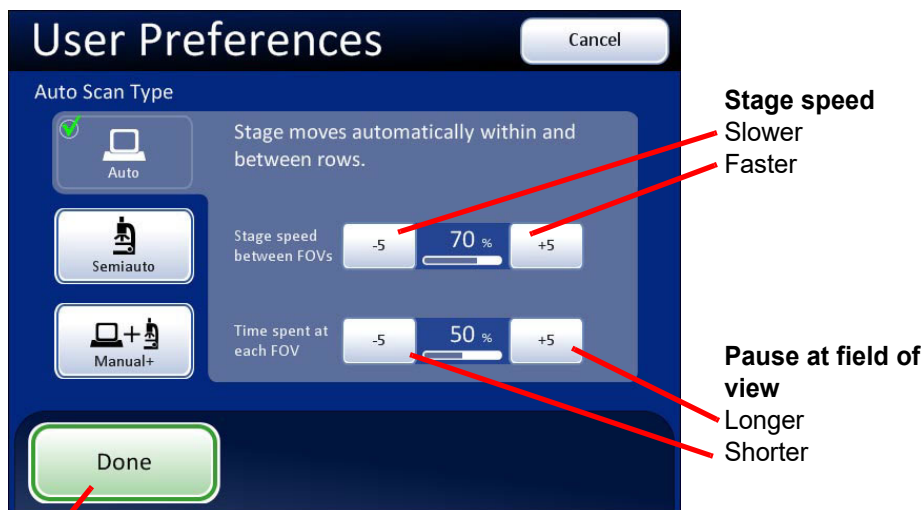 User Preferences
Cancel
Auto Scan Type
Auto
Stage moves automatically within and
between rows.
Semiauto
Stage speed
between FOVs
-5
70 %
+5
Manual+
Time spent at
each FOV
-5
50 %
+5
Done
Stage speed
Slower
Faster
Pause at field of
view
Longer
Shorter